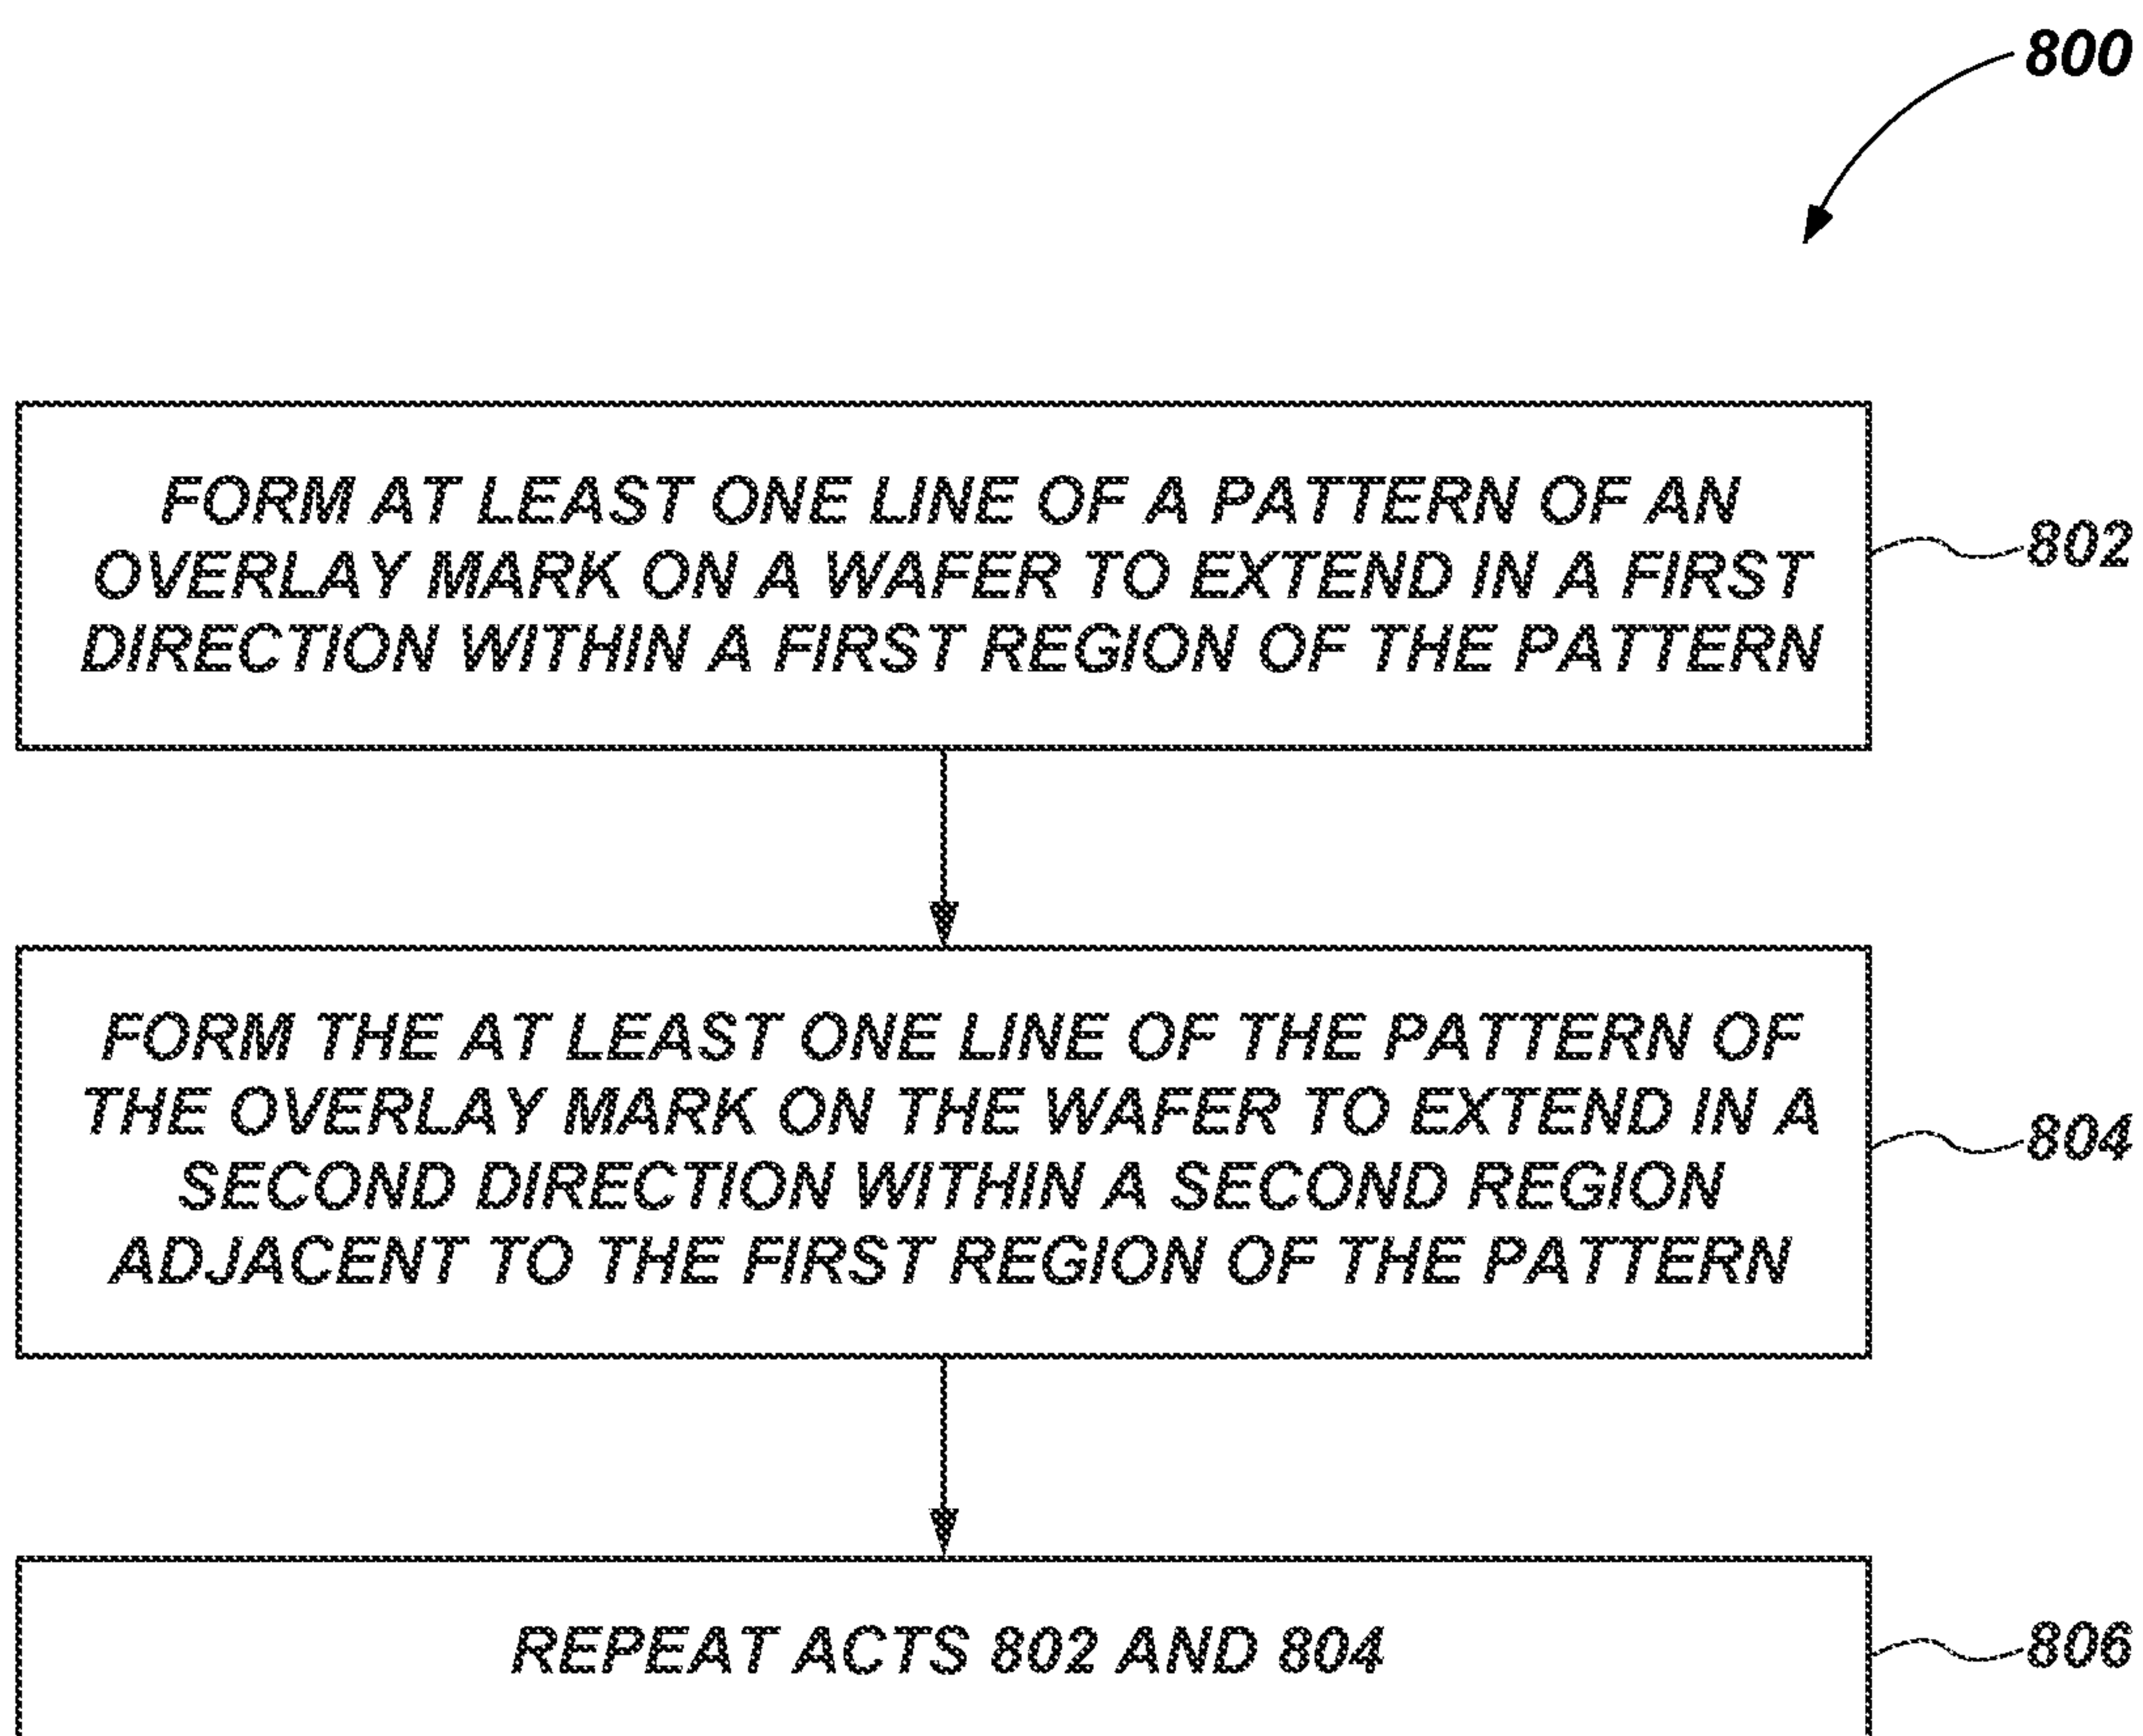 800
FORM AT LEAST ONE LINE OF A PATTERN OF AN
OVERLAY MARK ON A WAFER TO EXTEND IN A FIRST
DIRECTION WITHIN A FIRST REGION OF THE PATTERN
802
FORM THE AT LEAST ONE LINE OF THE PATTERN OF
THE OVERLAY MARK ON THE WAFER TO EXTEND IN A
SECOND DIRECTION WITHIN A SECOND REGION
ADJACENT TO THE FIRST REGION OF THE PATTERN
804
REPEAT ACTS 802 AND 804
806